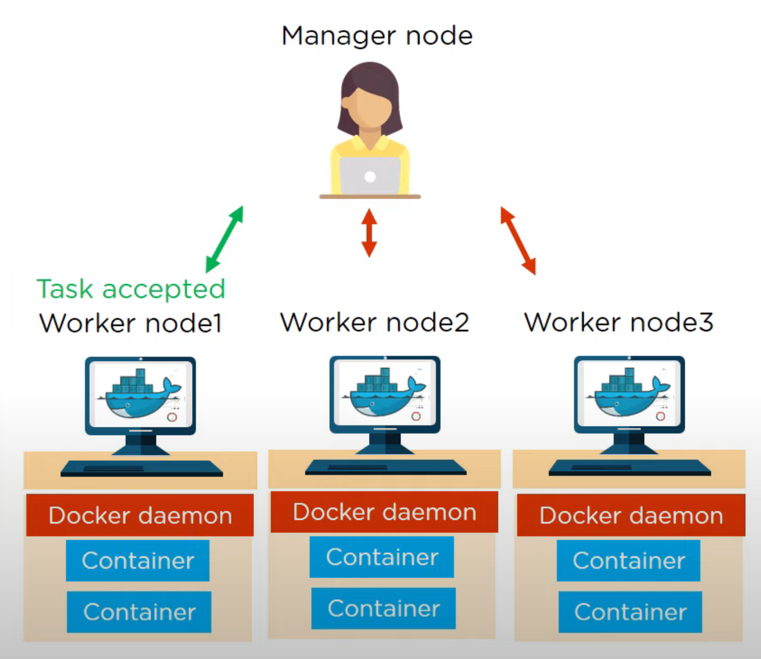 Manager node
Task accepted
Worker node1
Worker node2
Worker node3
Docker daemon
Docker daemon
Docker daemon
Container
Container
Container
Container
Container
Container